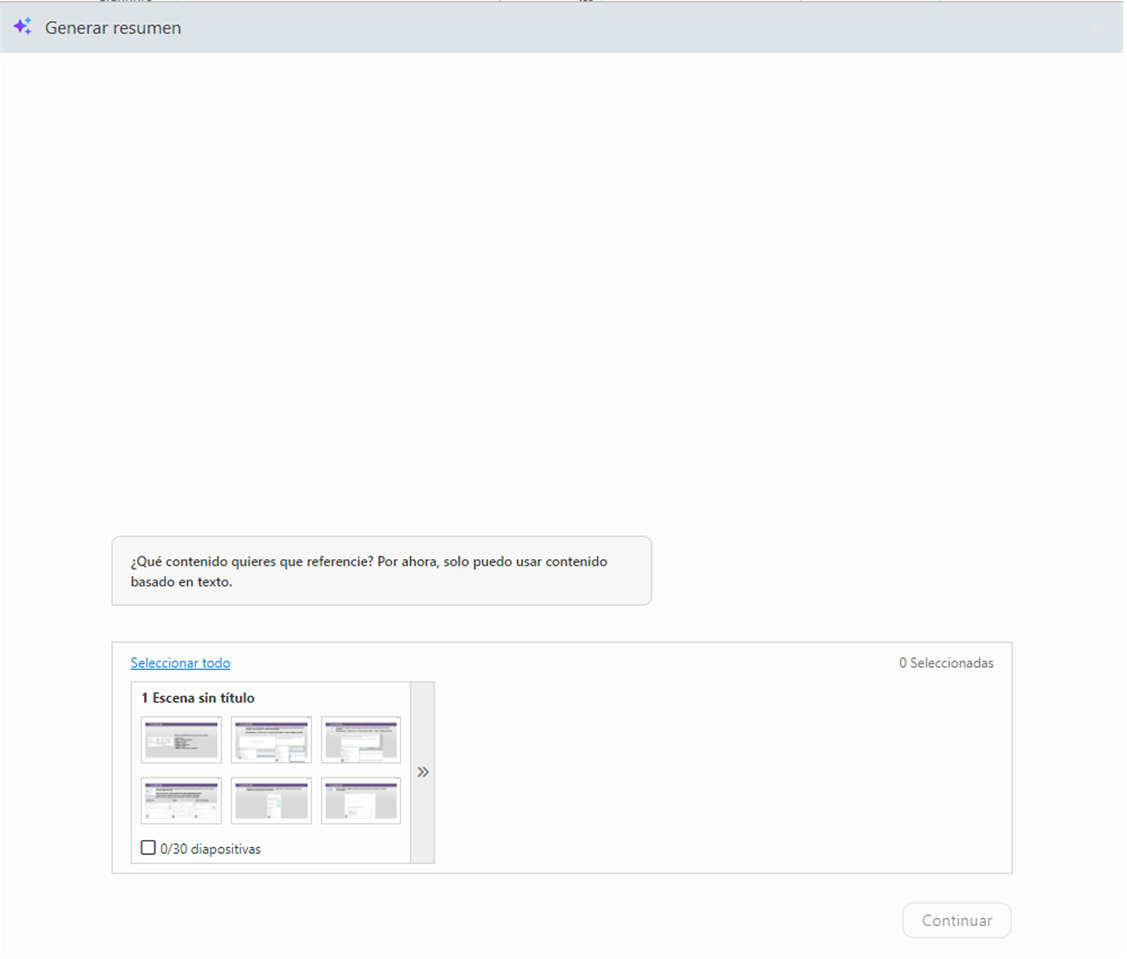 Generar resumen
¿Qué contenido quieres que referencie? Por ahora, solo puedo usar contenido
basado en texto.
Seleccionar todo
0 Seleccionadas
1 Escena sin título
0/30 diapositivas
Continuar